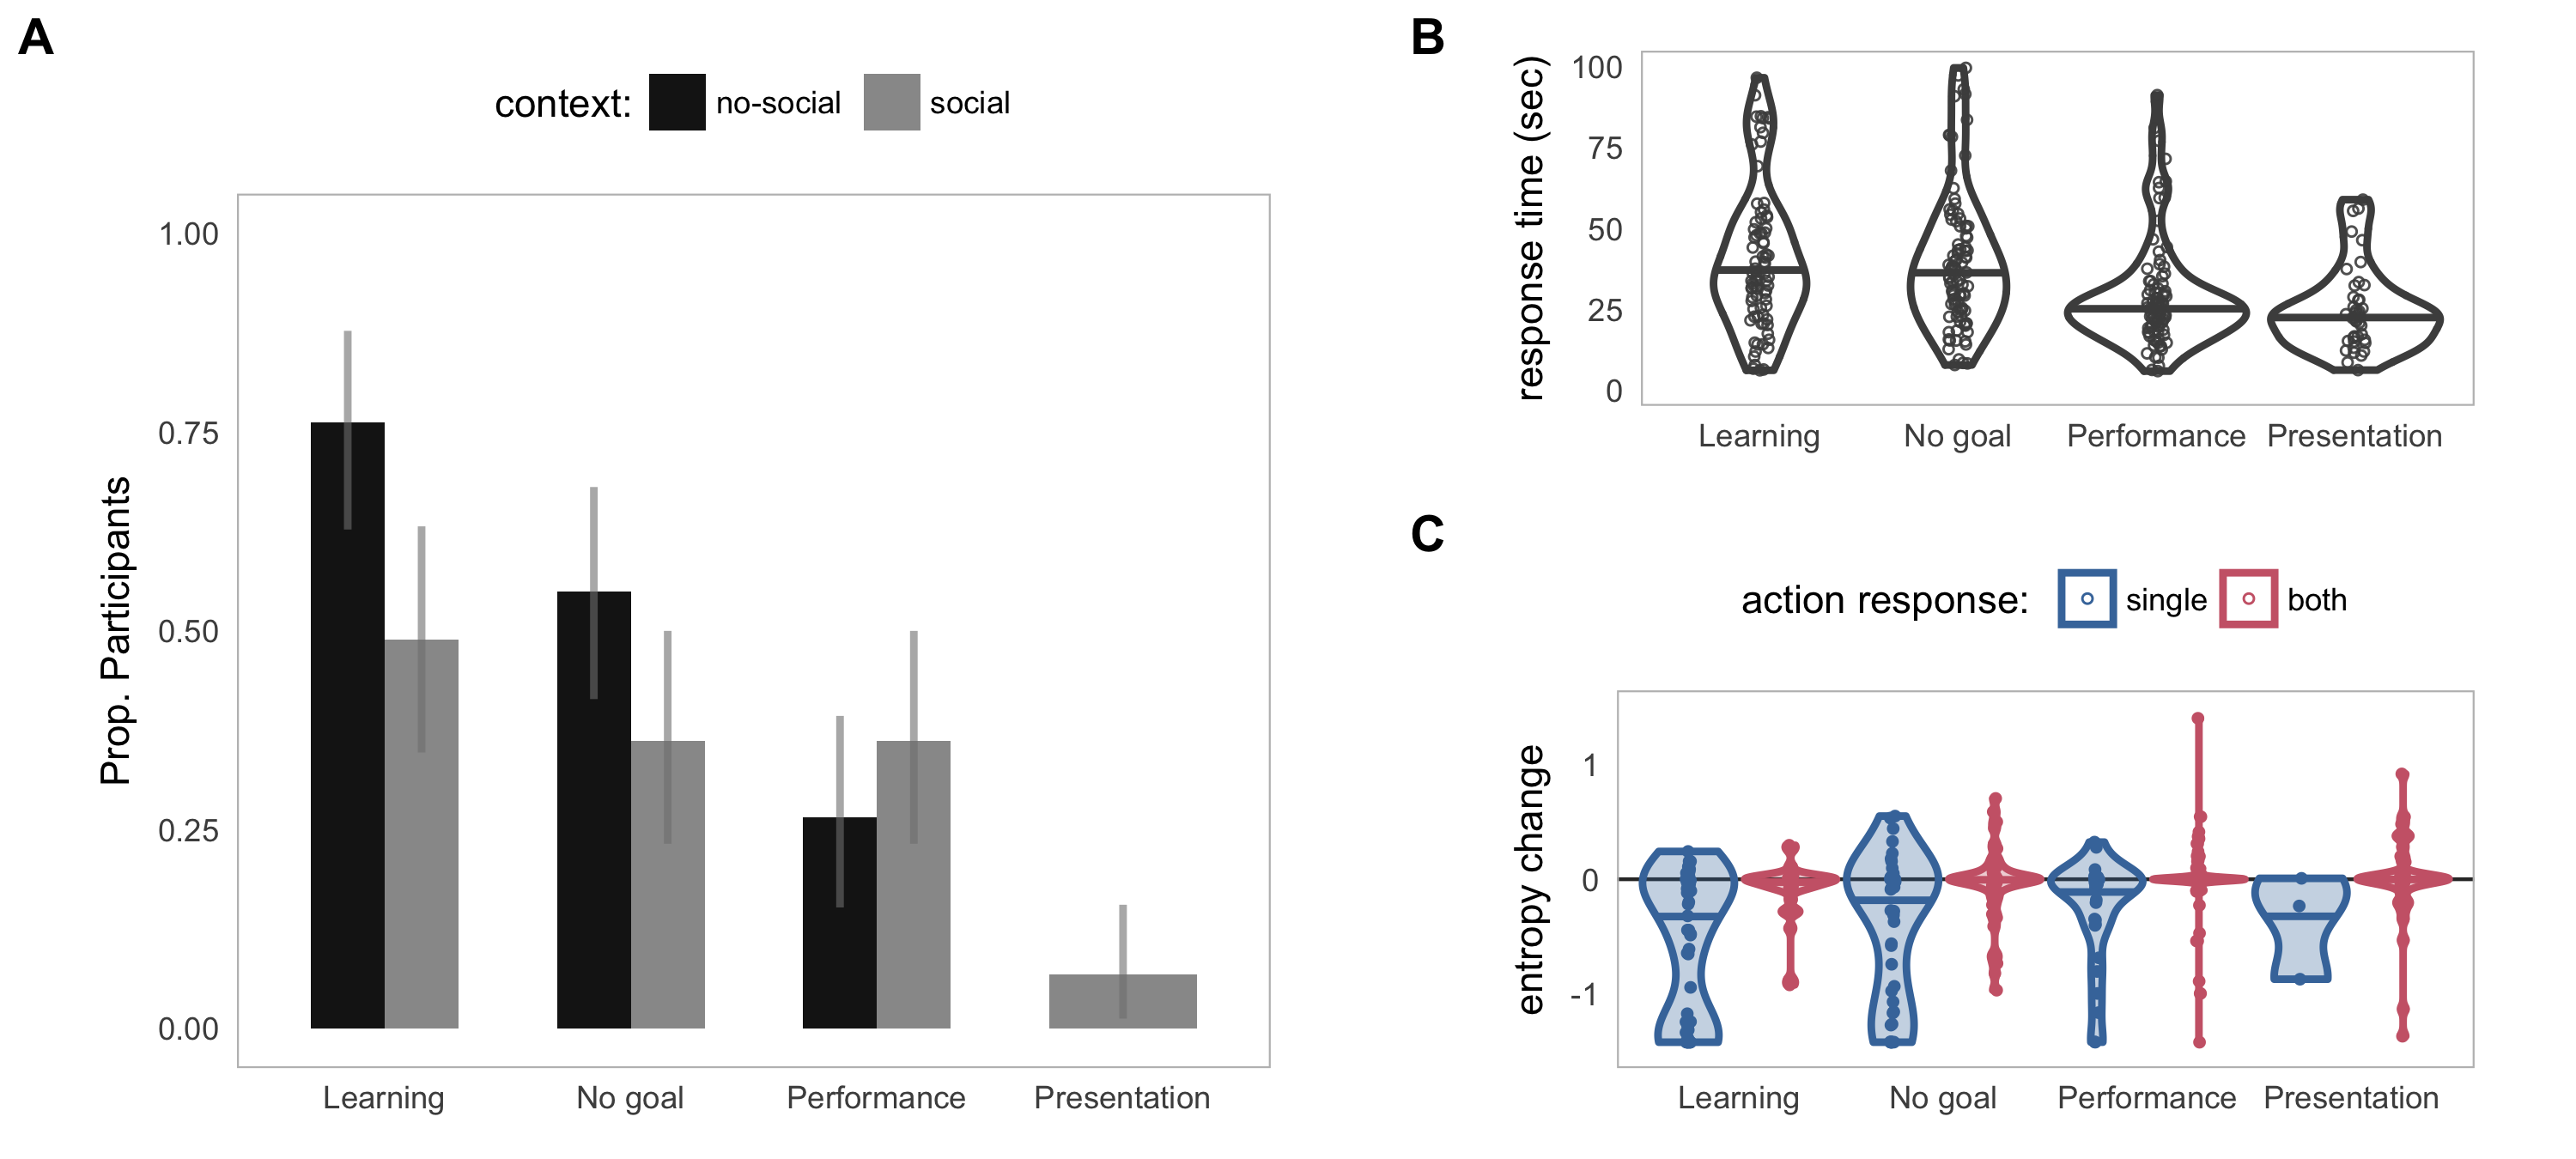 A
context: no-social social
Prop. Participants
1.00
0.75
0.50
0.25
0.00
Learning No goal Performance Presentation
B
response time (sec)
100
75
50
25
0
Learning No goal Performance Presentation
C
action response: single both
entropy change
1
0
-1
Learning No goal Performance Presentation